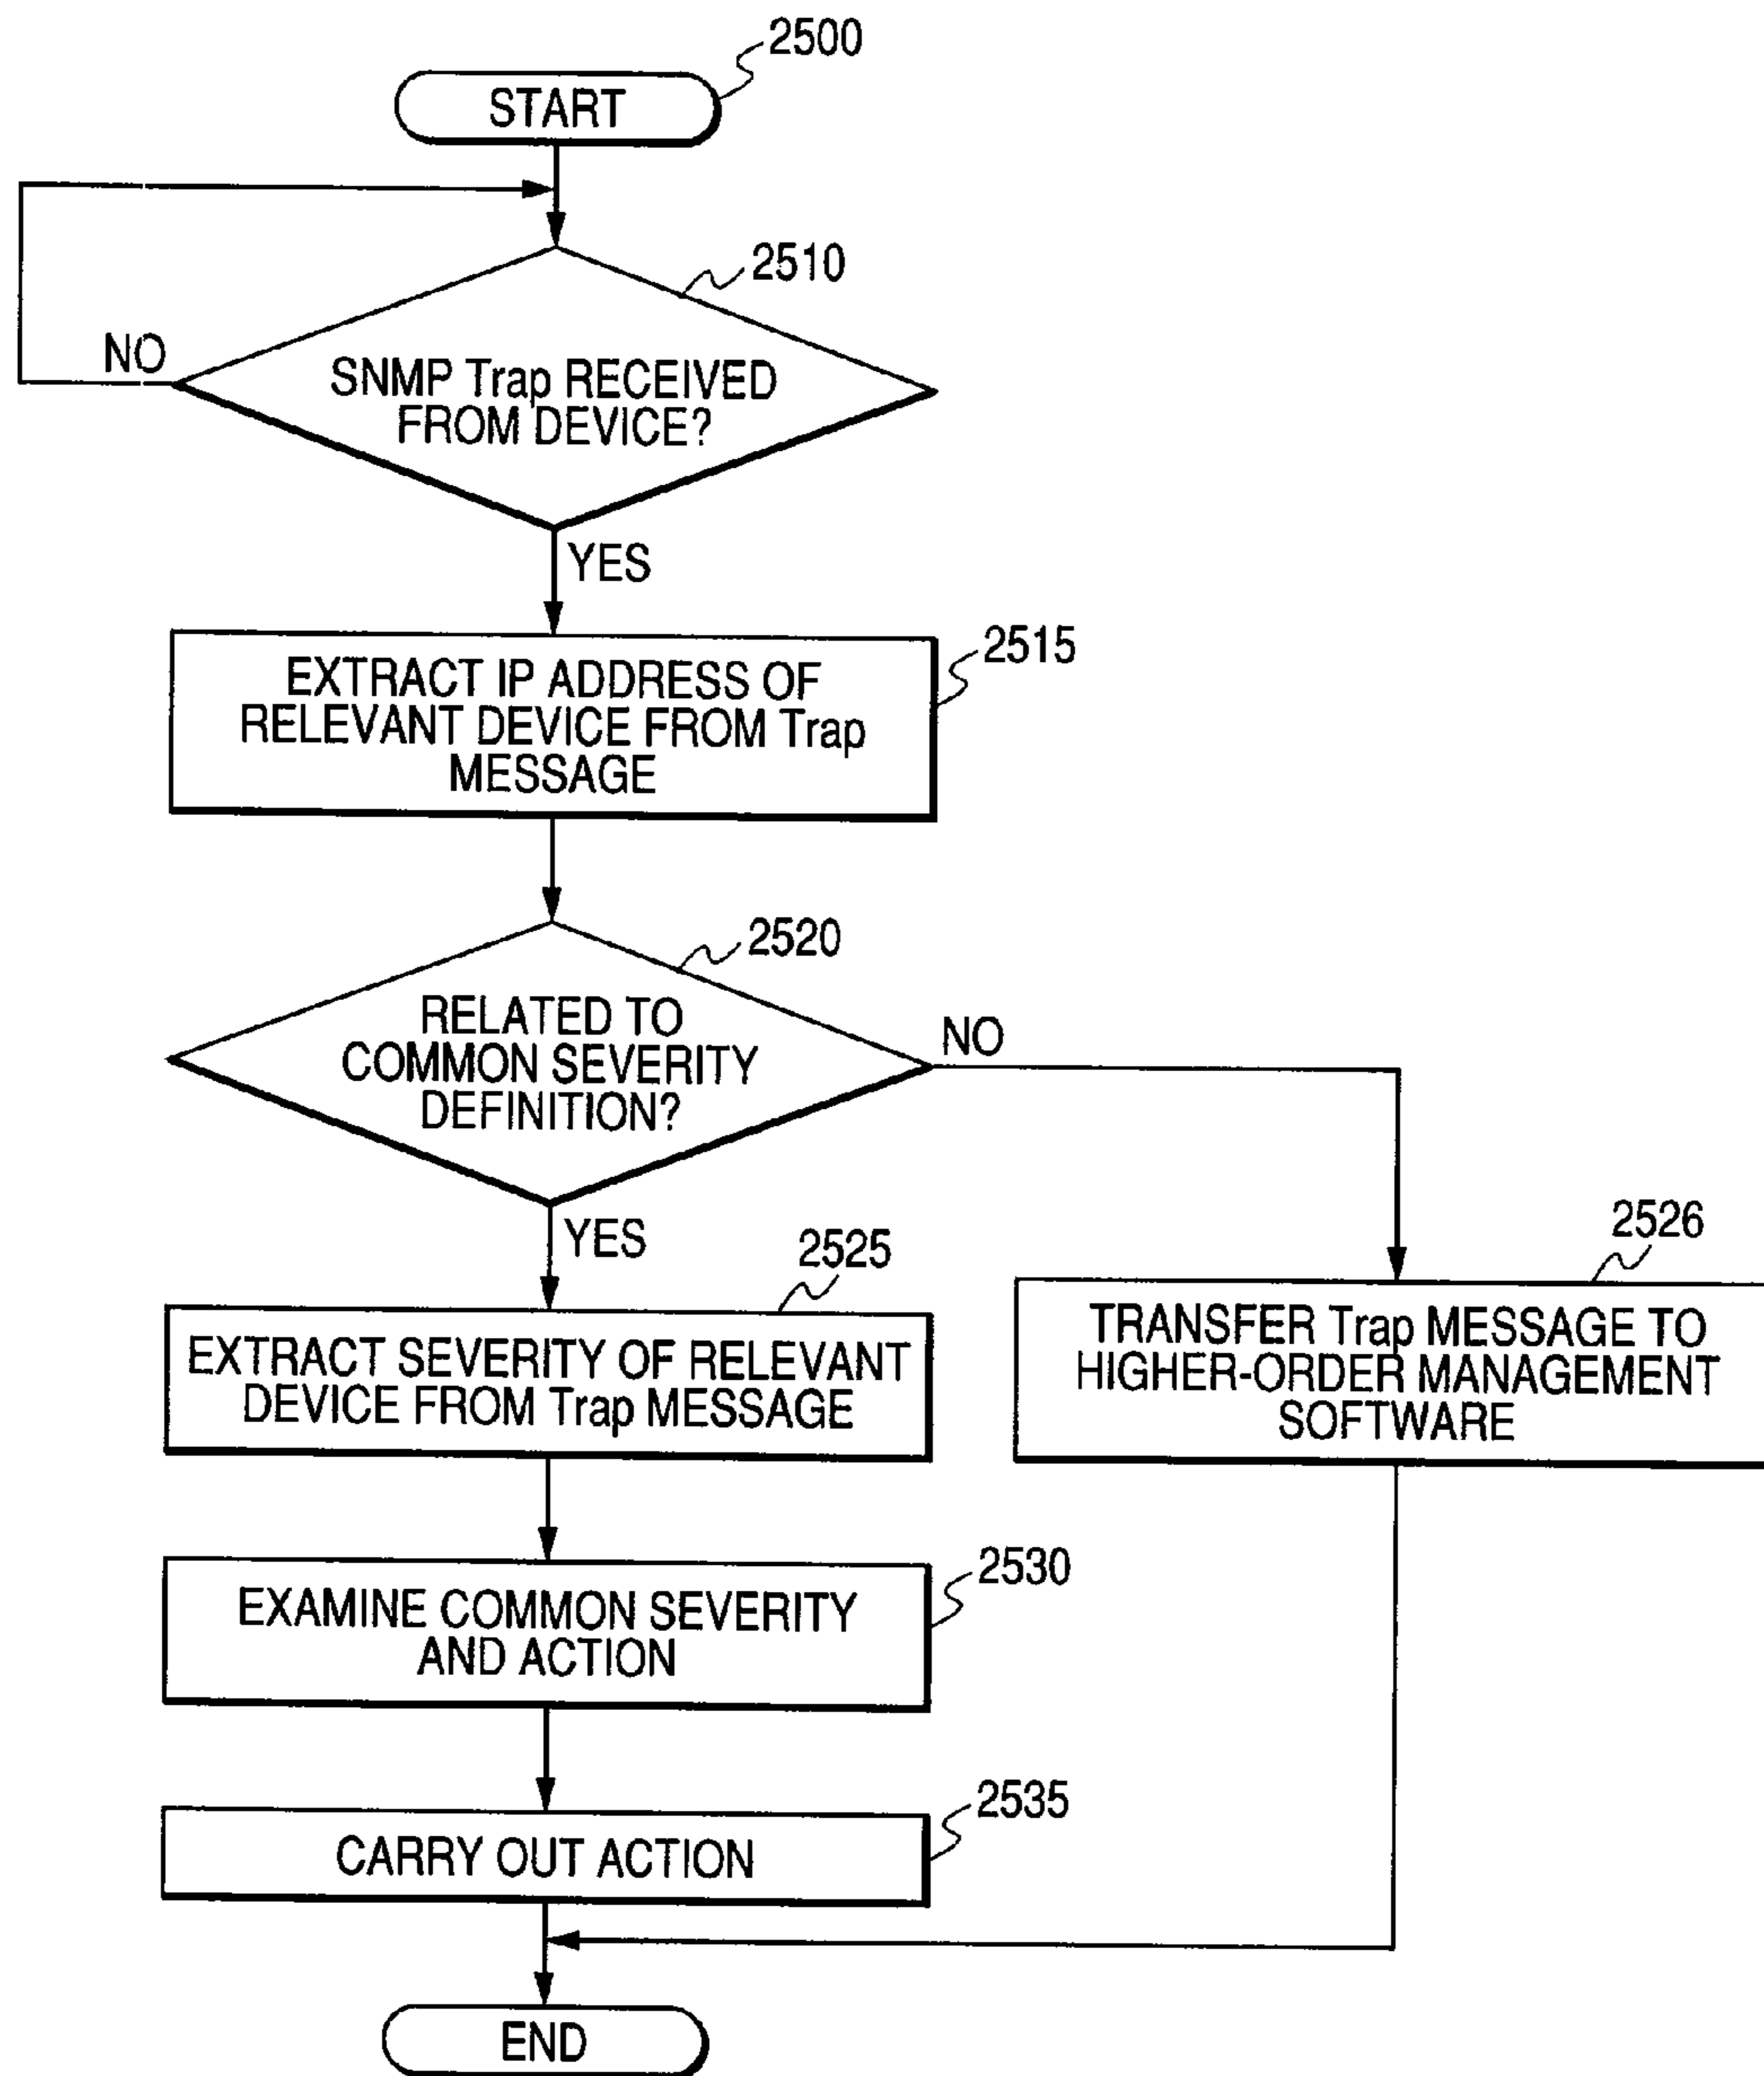 2500
START
2510
NO
SNMP Trap RECEIVED
FROM DEVICE?
YES
2515
EXTRACT IP ADDRESS OF
RELEVANT DEVICE FROM Trap
MESSAGE
2520
RELATED TO
COMMON SEVERITY
DEFINITION?
NO
YES
2525
EXTRACT SEVERITY OF RELEVANT
DEVICE FROM Trap MESSAGE
2526
TRANSFER Trap MESSAGE TO
HIGHER-ORDER MANAGEMENT
SOFTWARE
2530
EXAMINE COMMON SEVERITY
AND ACTION
2535
CARRY OUT ACTION
END